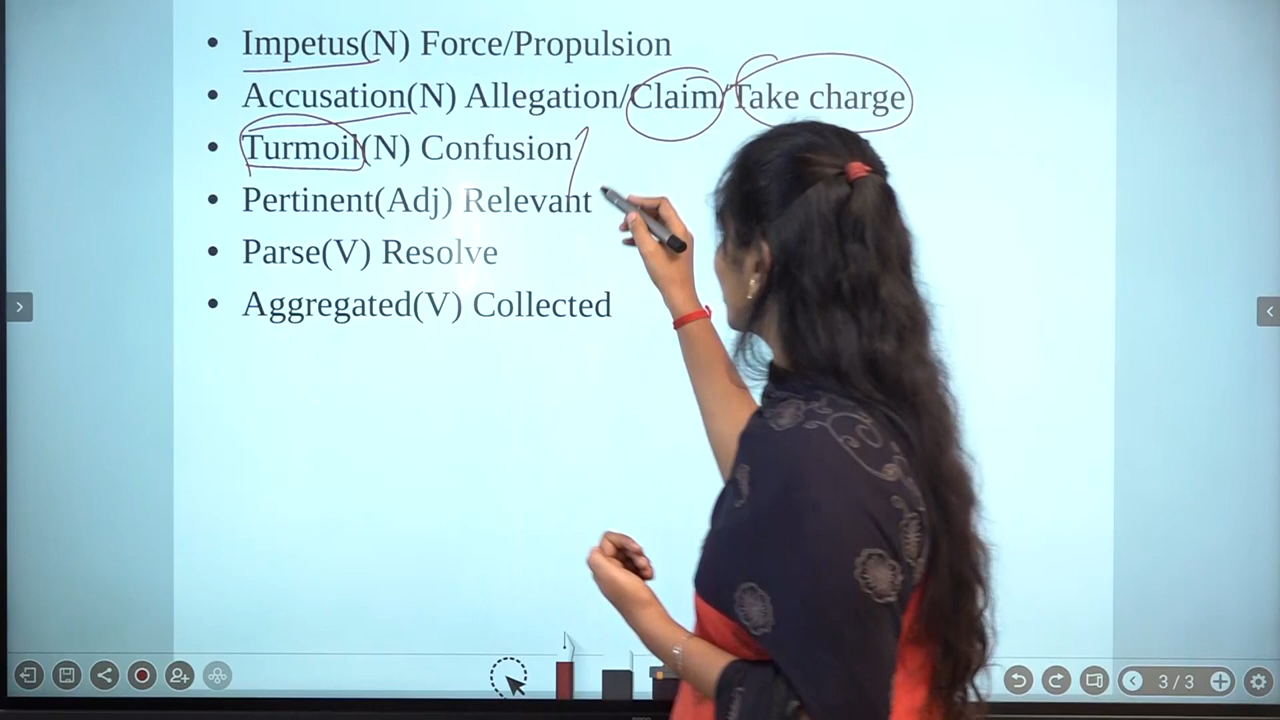 • Impetus(N) Force/Propulsion
• Accusation(N) Allegation/Claim/Take charge
• Turmoil(N) Confusion
• Pertinent(Adj) Relevant
• Parse(V) Resolve
• Aggregated(V) Collected
3/3